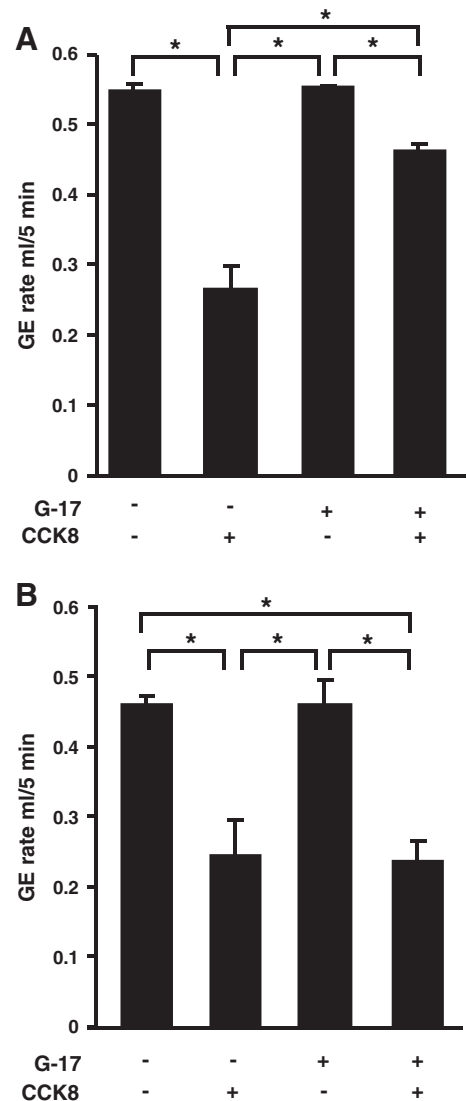 A
* * * *
0.6
0.5
0.4
0.3
0.2
0.1
0
GE rate ml/5 min
G-17 - - + +
CCK8 - + - +
B
* * * *
0.6
0.5
0.4
0.3
0.2
0.1
0
GE rate ml/5 min
G-17 - - + +
CCK8 - + - +